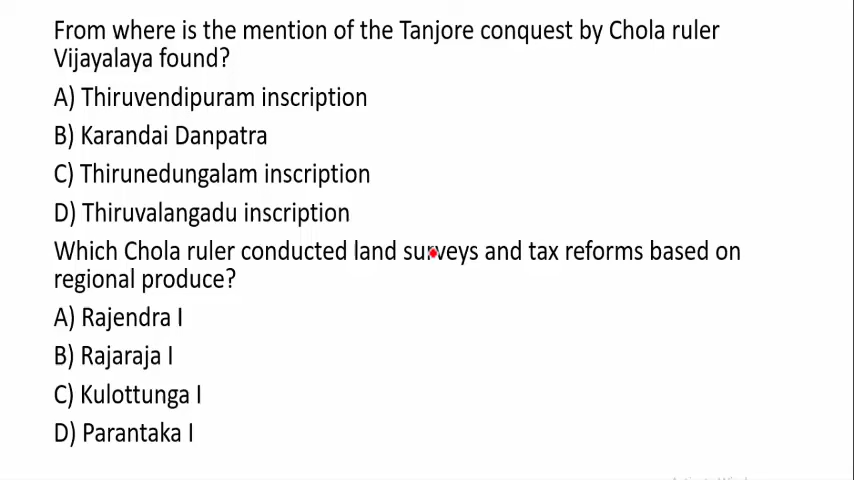 From where is the mention of the Tanjore conquest by Chola ruler
Vijayalaya found?
A) Thiruvendipuram inscription
B) Karandai Danpatra
C) Thirunedungalam inscription
D) Thiruvalangadu inscription
Which Chola ruler conducted land surveys and tax reforms based on
regional produce?
A) Rajendra I
B) Rajaraja I
C) Kulottunga I
D) Parantaka I